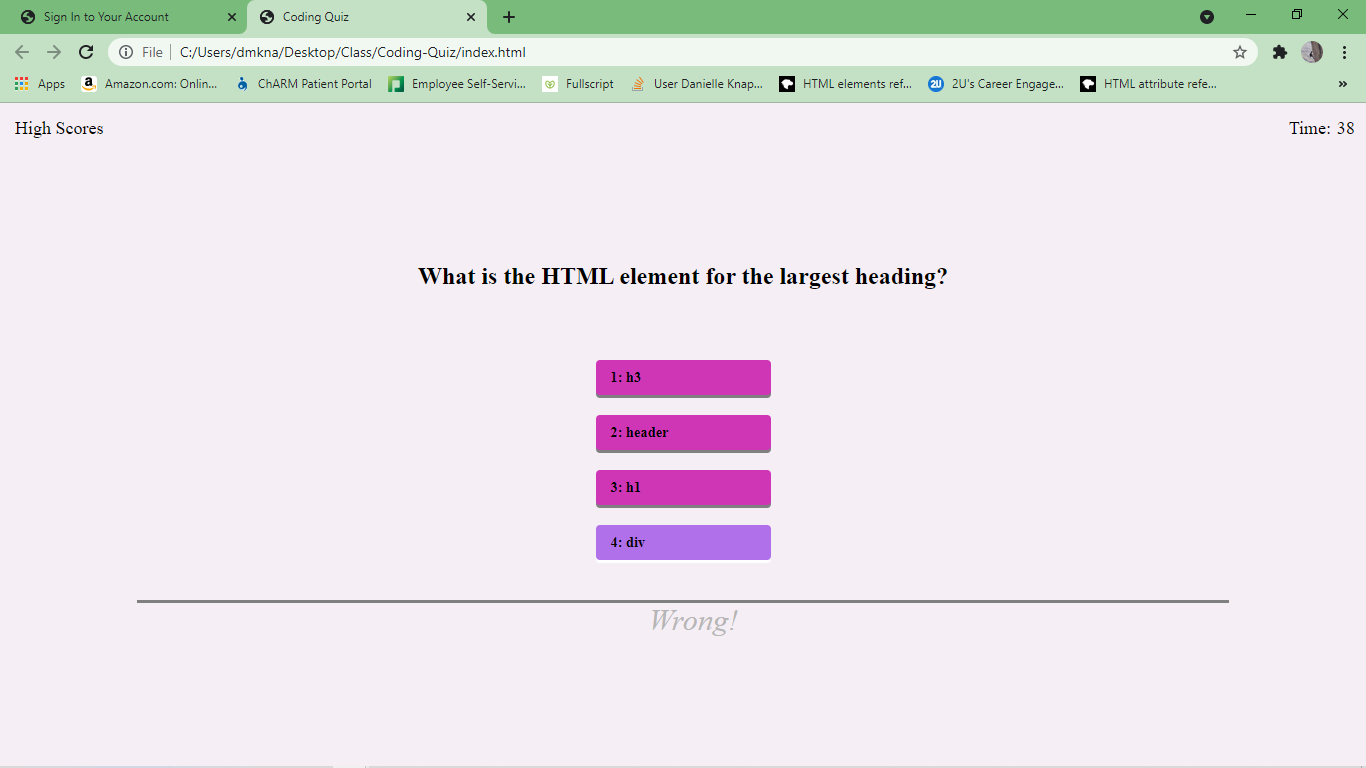 Sign In to Your Account
Coding Quiz
File
C:/Users/dmkna/Desktop/Class/Coding-Quiz/index.html
Apps
Amazon.com: Onlin...
ChARM Patient Portal
Employee Self-Servi...
Fullscript
User Danielle Knap...
2U
HTML elements ref...
2U's Career Engage...
HTML attribute refe...
High Scores
Time: 38
What is the HTML element for the largest heading?
1: h3
2: header
3: h1
4: div
Wrong!